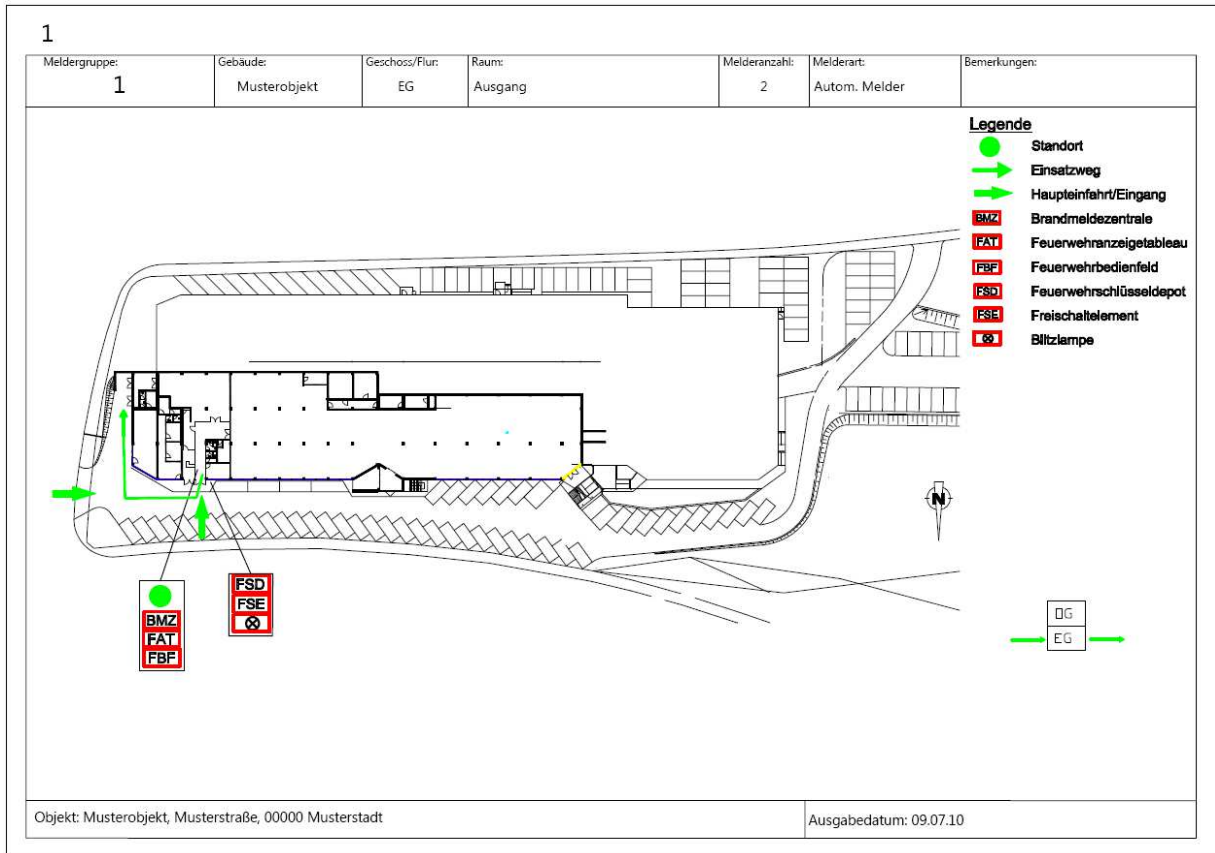 1
Meldergruppe:
1
Gebäude:
Musterobjekt
Geschoss/Flur:
EG
Raum:
Ausgang
Melderanzahl:
2
Melderart:
Autom. Melder
Bemerkungen:
Legende
Standort
Einsatzweg
Haupteinfahrt/Eingang
BMZ Brandmeldezentrale
FAT Feuerwehranzeigetableau
FBF Feuerwehrbedienfeld
FSD Feuerwehrschlüsseldepot
FSE Freischaltelement
Blitzlampe
N
FSD
FSE
BMZ
FAT
FBF
OG
EG
Objekt: Musterobjekt, Musterstraße, 00000 Musterstadt
Ausgabedatum: 09.07.10